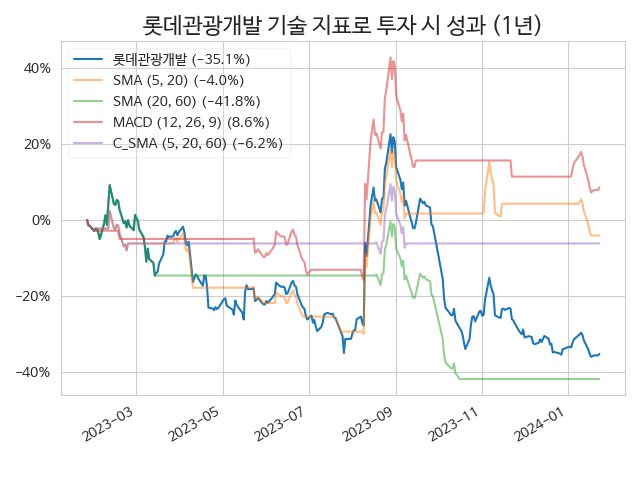 롯데관광개발 기술 지표로 투자 시 성과 (1년)
롯데관광개발 (−35.1%)
SMA (5, 20) (−4.0%)
SMA (20, 60) (−41.8%)
MACD (12, 26, 9) (8.6%)
C_SMA (5, 20, 60) (−6.2%)
40%
20%
0%
−20%
−40%
2023−03
2023−05
2023−07
2023−09
2023−11
2024−01